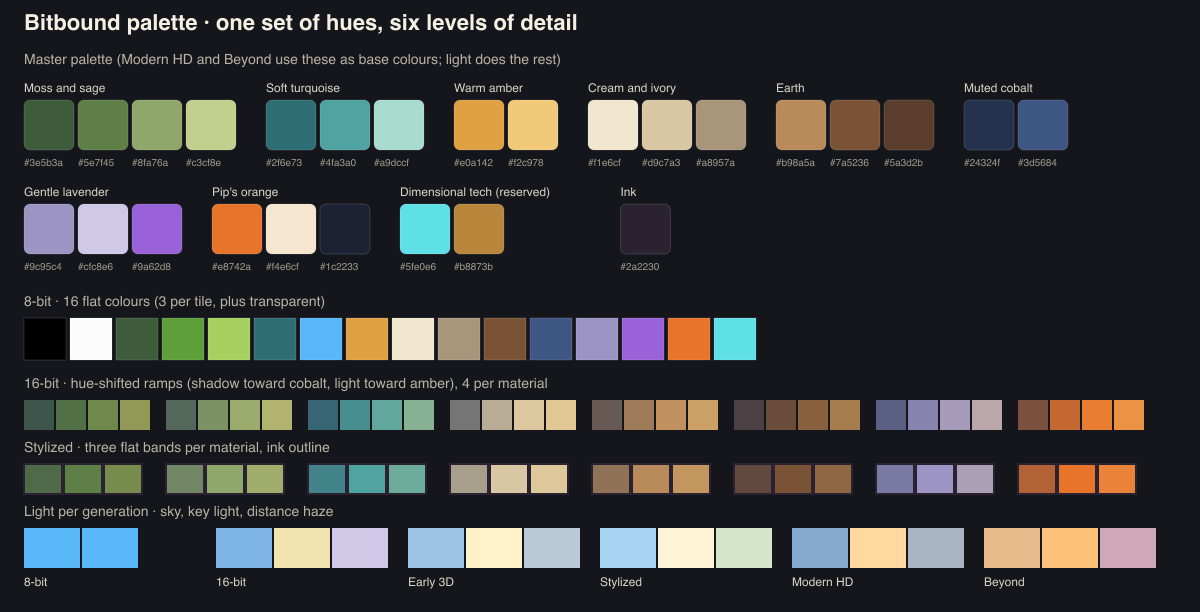 Bitbound palette · one set of hues, six levels of detail
Master palette (Modern HD and Beyond use these as base colours; light does the rest)
Moss and sage Soft turquoise Warm amber Cream and ivory Earth Muted cobalt
#3e5b3a #5e7f45 #8fa76a #c3cf8e #2f6e73 #4fa3a0 #a9dccf #e0a142 #f2c978 #f1e6cf #d9c7a3 #a8957a #b98a5a #7a5236 #5a3d2b #24324f #3d5684
Gentle lavender Pip's orange Dimensional tech (reserved) Ink
#9c95c4 #cfc8e6 #9a62d8 #e8742a #f4e6cf #1c2233 #5fe0e6 #b8873b #2a2230
8-bit · 16 flat colours (3 per tile, plus transparent)
16-bit · hue-shifted ramps (shadow toward cobalt, light toward amber), 4 per material
Stylized · three flat bands per material, ink outline
Light per generation · sky, key light, distance haze
8-bit 16-bit Early 3D Stylized Modern HD Beyond